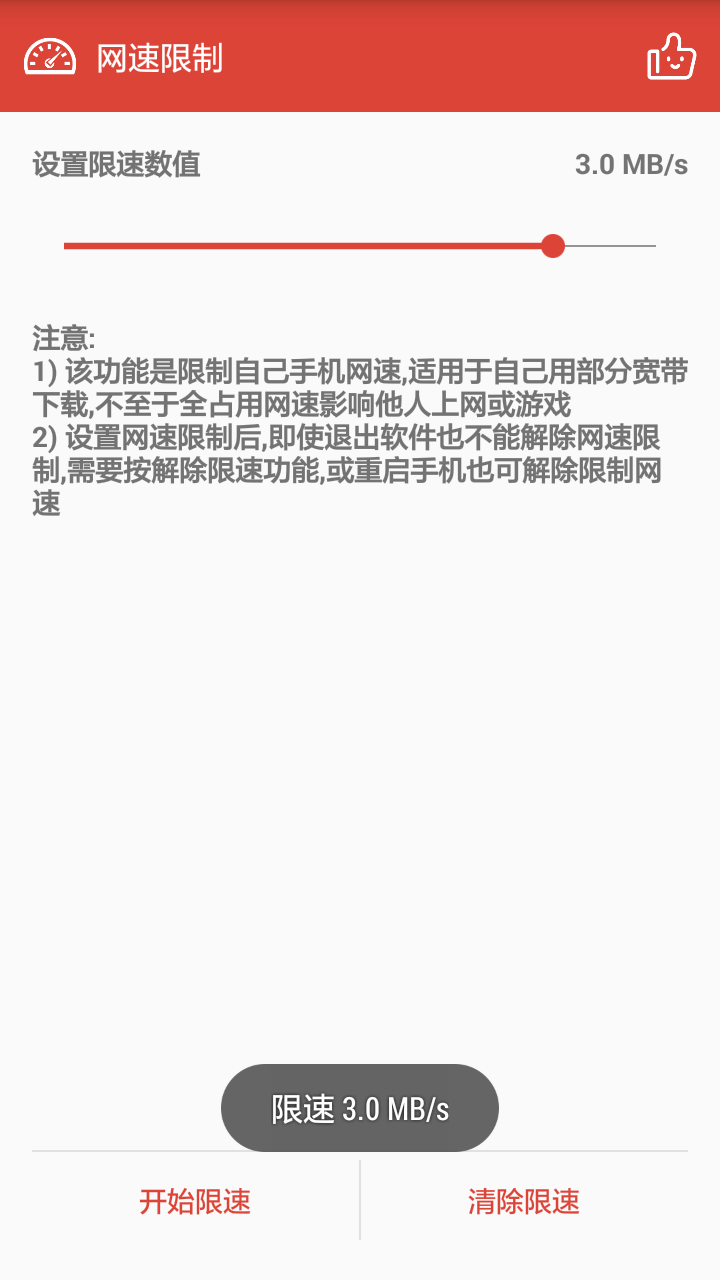 网速限制
设置限速数值 3.0 MB/s
注意:
1) 该功能是限制自己手机网速,适用于自己用部分宽带
下载,不至于全占用网速影响他人上网或游戏
2) 设置网速限制后,即使退出软件也不能解除网速限
制,需要按解除限速功能,或重启手机也可解除限制网
速
限速 3.0 MB/s
开始限速 清除限速